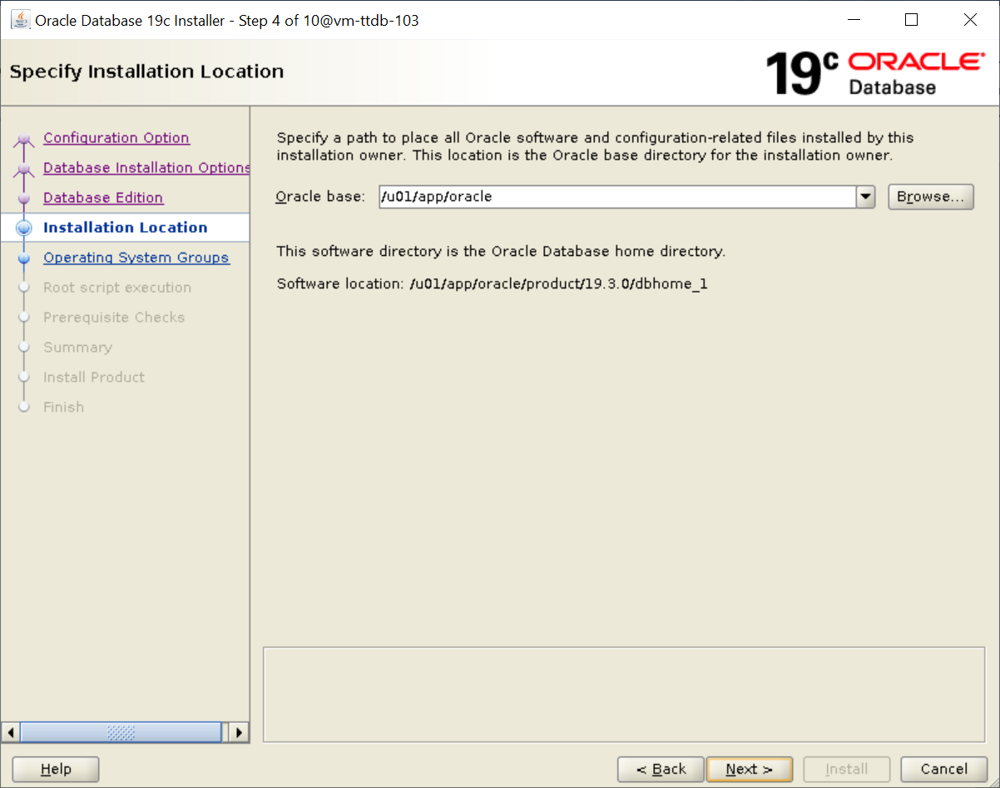 Oracle Database 19c Installer - Step 4 of 10@vm-ttdb-103
Specify Installation Location
19c ORACLE
Database
Configuration Option
Database Installation Options
Database Edition
Installation Location
Operating System Groups
Root script execution
Prerequisite Checks
Summary
Install Product
Finish
Specify a path to place all Oracle software and configuration-related files installed by this
installation owner. This location is the Oracle base directory for the installation owner.
Oracle base: /u01/app/oracle Browse...
This software directory is the Oracle Database home directory.
Software location: /u01/app/oracle/product/19.3.0/dbhome_1
Help < Back Next > Install Cancel